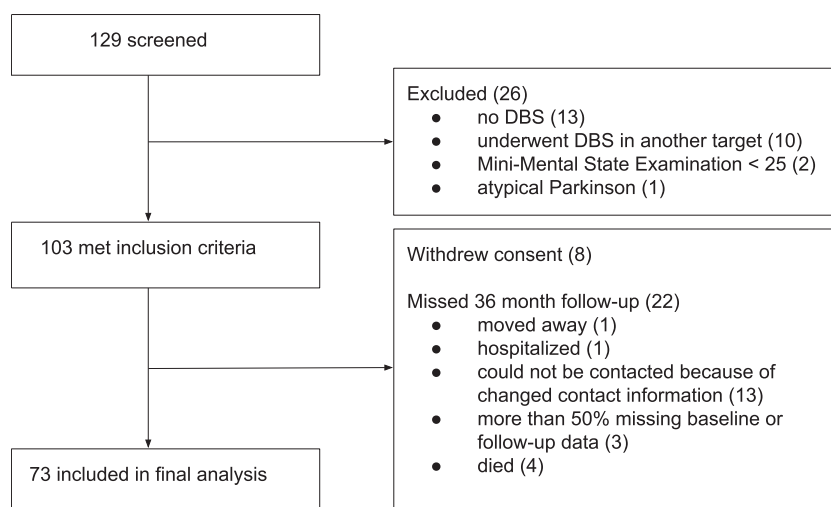 129 screened
Excluded (26)
● no DBS (13)
● underwent DBS in another target (10)
● Mini-Mental State Examination < 25 (2)
● atypical Parkinson (1)
103 met inclusion criteria
Withdrew consent (8)
Missed 36 month follow-up (22)
● moved away (1)
● hospitalized (1)
● could not be contacted because of
changed contact information (13)
● more than 50% missing baseline or
follow-up data (3)
● died (4)
73 included in final analysis